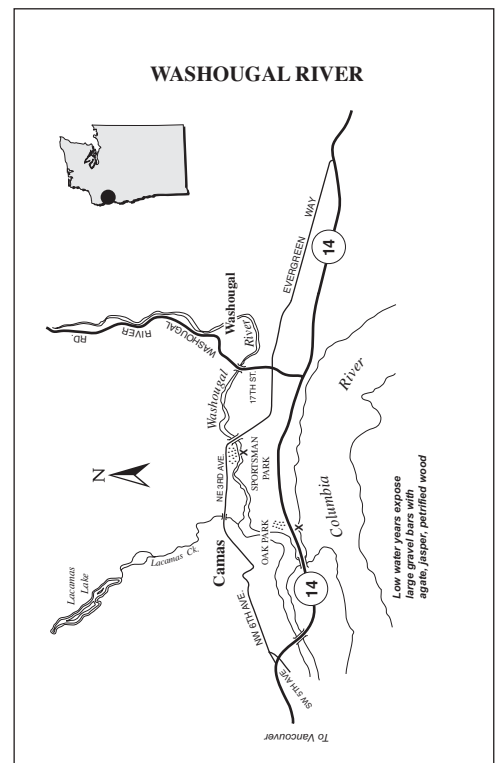 WASHOUGAL RIVER
WASHOUGAL
RIVER
RD
Washougal
River
Washougal
17TH ST.
EVERGREEN WAY
14
N
NE 3RD AVE.
SPORTSMAN
PARK
OAK PARK
Lacamas
Lake
Lacamas Ck.
Camas
NW 6TH AVE.
SW 5TH AVE
14
Columbia
River
Low water years expose
large gravel bars with
agate, jasper, petrified wood
To Vancouver
X
X